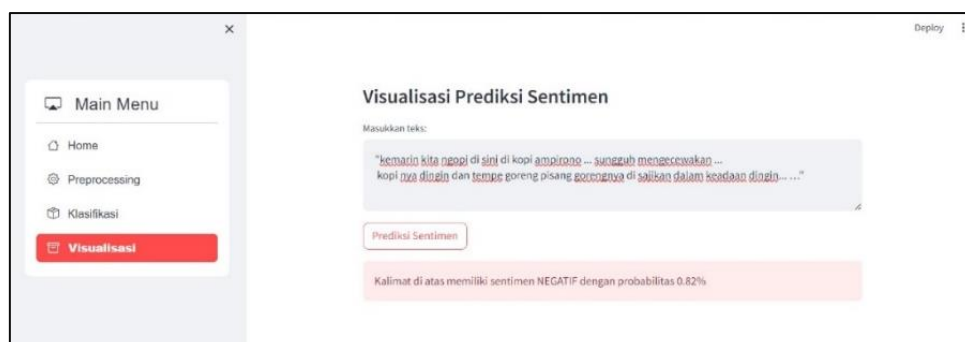 Deploy
Main Menu
Home
Preprocessing
Klasifikasi
Visualisasi
Visualisasi Prediksi Sentimen
Masukkan teks:
"kemarin kita ngopi di sini di kopi ampirono ... sungguh mengecewakan ...
kopi nya dingin dan tempe goreng pisang gorengnya di sajikan dalam keadaan dingin... ..."
Prediksi Sentimen
Kalimat di atas memiliki sentimen NEGATIF dengan probabilitas 0.82%